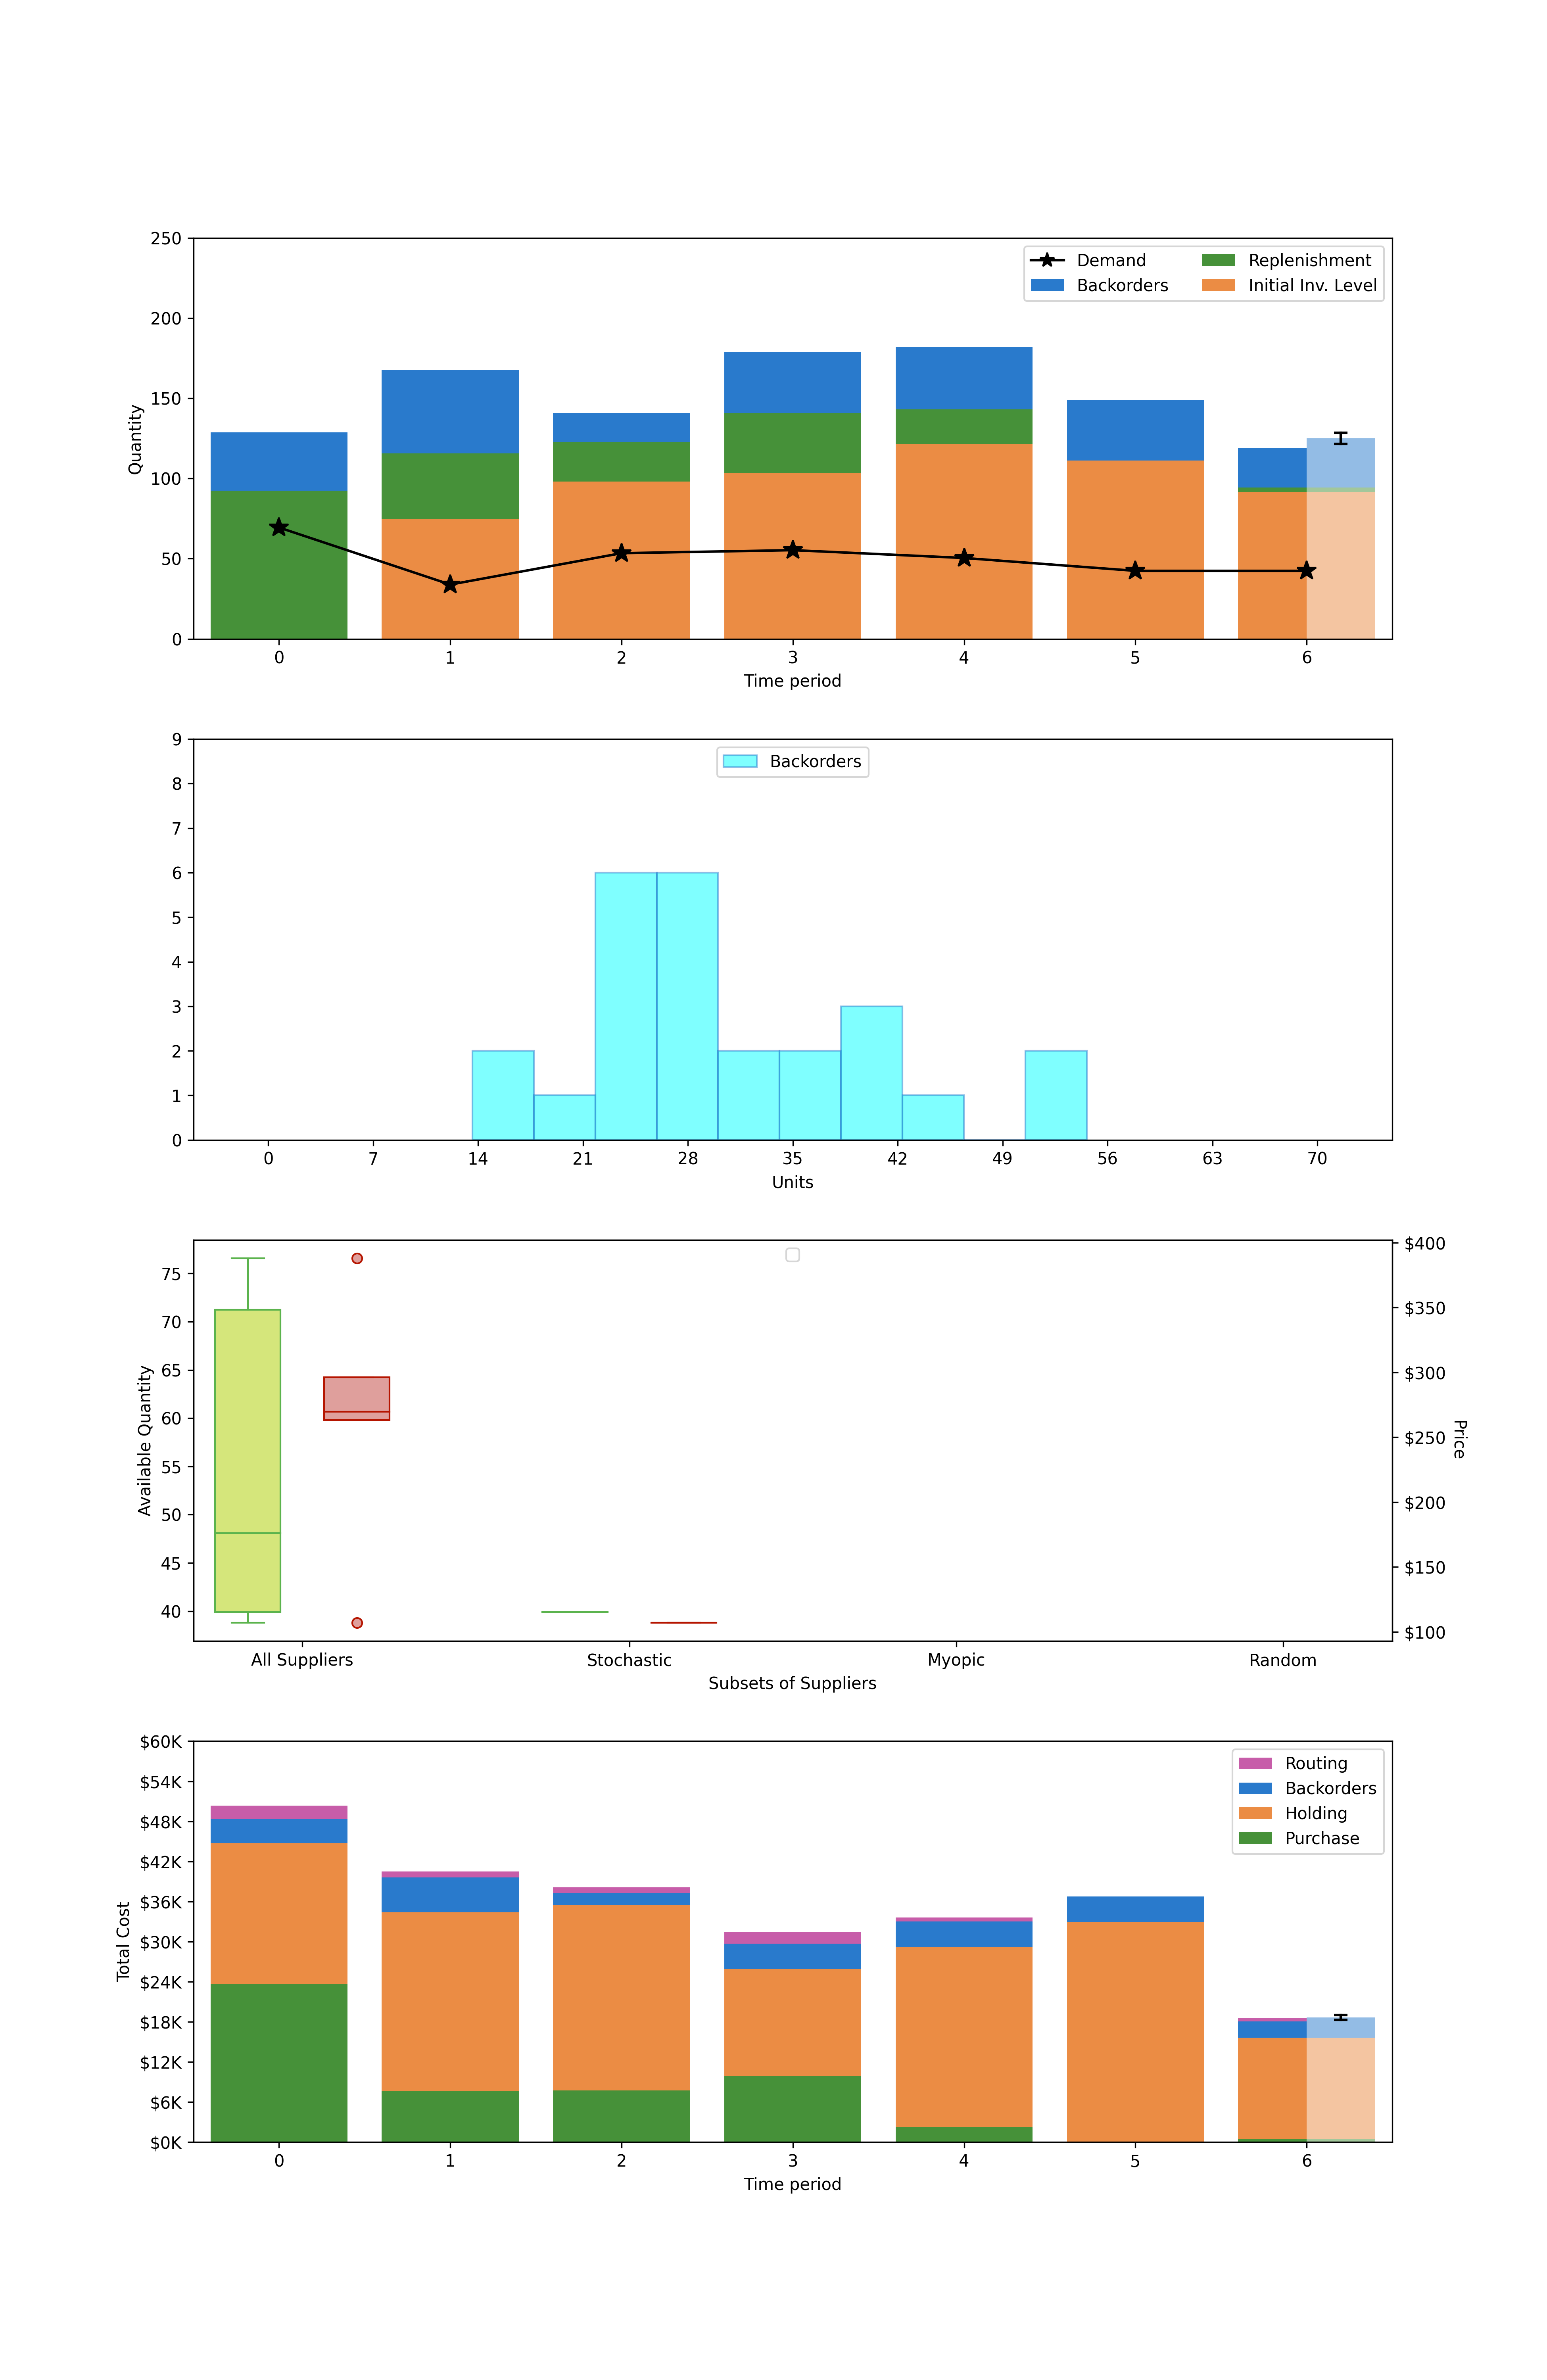 250
200
150
100
50
0
Quantity
Demand
Backorders
Replenishment
Initial Inv. Level
0 1 2 3 4 5 6
Time period
9
8
7
6
5
4
3
2
1
0
Backorders
0 7 14 21 28 35 42 49 56 63 70
Units
75
70
65
60
55
50
45
40
Available Quantity
$400
$350
$300
$250
$200
$150
$100
Price
All Suppliers Stochastic Myopic Random
Subsets of Suppliers
$60K
$54K
$48K
$42K
$36K
$30K
$24K
$18K
$12K
$6K
$0K
Total Cost
Routing
Backorders
Holding
Purchase
0 1 2 3 4 5 6
Time period